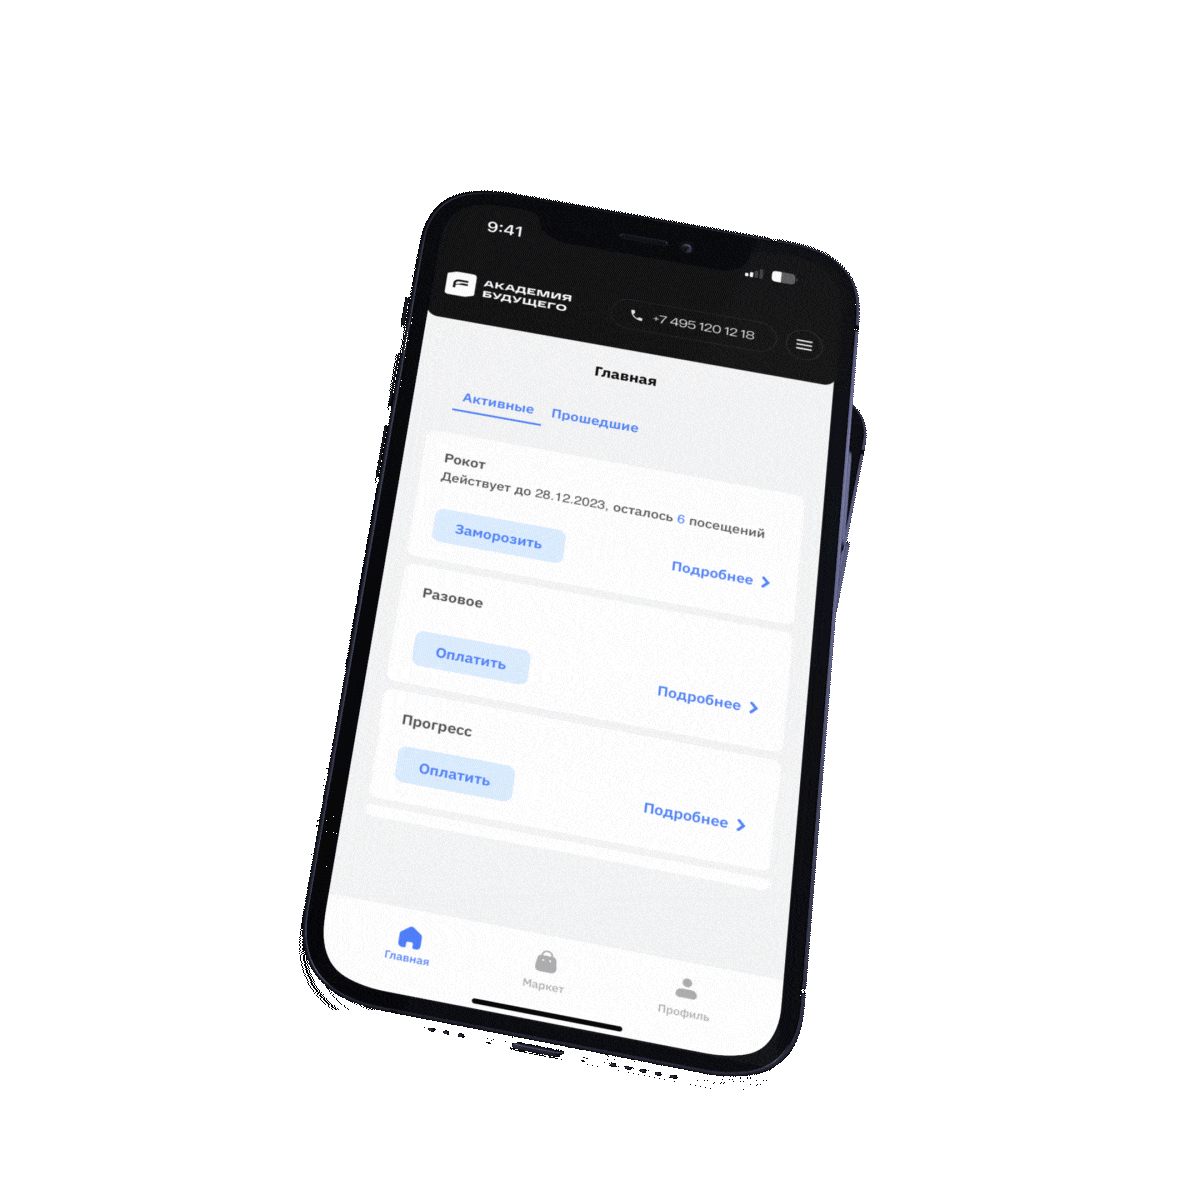 9:41
АКАДЕМИЯ
БУДУЩЕГО
+7 495 120 12 18
Главная
Активные Прошедшие
Рокот
Действует до 28.12.2023, осталось 6 посещений
Заморозить
Подробнее
Разовое
Оплатить
Подробнее
Прогресс
Оплатить
Подробнее
Главная
Маркет
Профиль